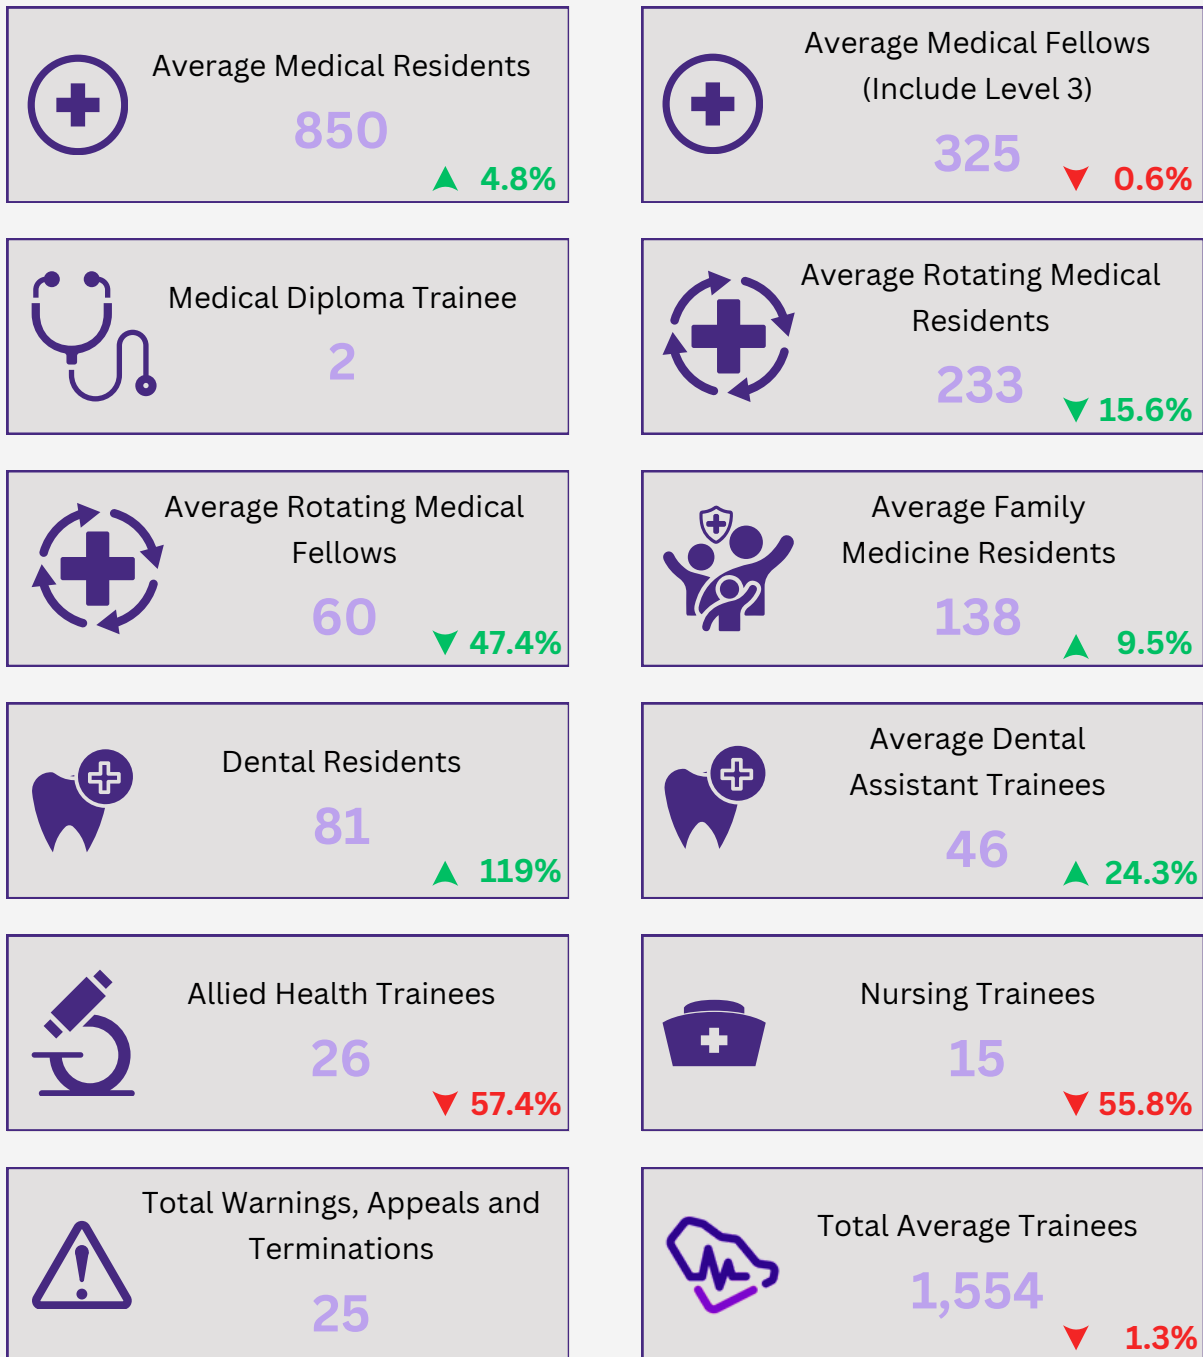 Average Medical Residents
850
4.8%
Average Medical Fellows
(Include Level 3)
325
0.6%
Medical Diploma Trainee
2
Average Rotating Medical
Residents
233
15.6%
Average Rotating Medical
Fellows
60
47.4%
Average Family
Medicine Residents
138
9.5%
Dental Residents
81
119%
Average Dental
Assistant Trainees
46
24.3%
Allied Health Trainees
26
57.4%
Nursing Trainees
15
55.8%
Total Warnings, Appeals and
Terminations
25
Total Average Trainees
1,554
1.3%